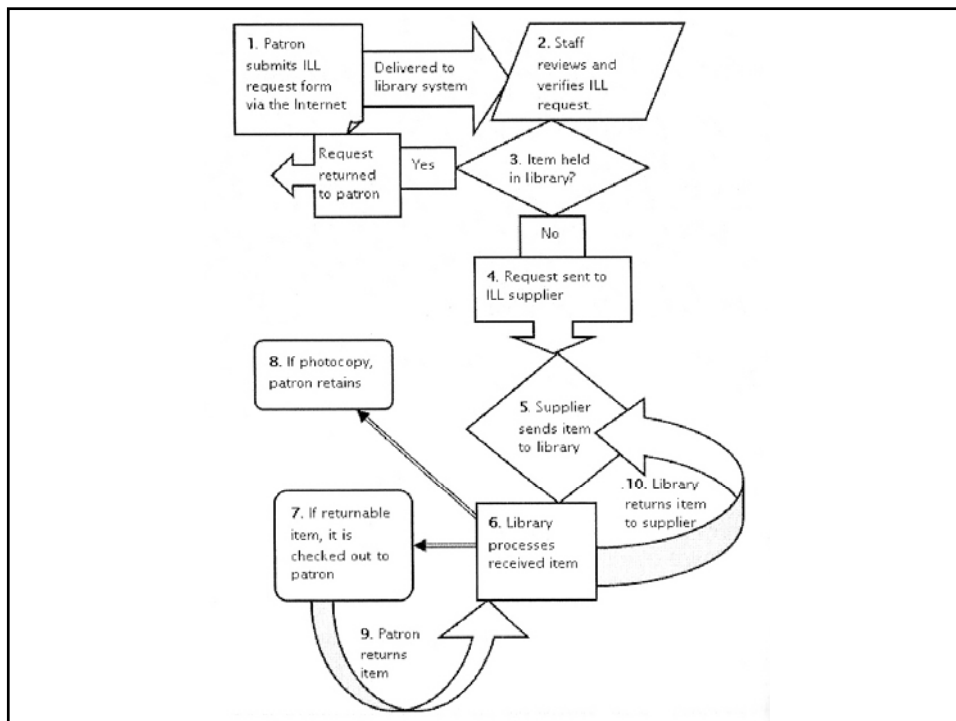 1. Patron
submits ILL
request form
via the Internet
Delivered to
library system
2. Staff
reviews and
verifies ILL
request.
3. Item held
in library?
Yes
Request
returned
to patron
No
4. Request sent to
ILL supplier
5. Supplier
sends item
to library
6. Library
processes
received item
7. If returnable
item, it is
checked out to
patron
8. If photocopy,
patron retains
9. Patron
returns
item
.10. Library
returns item
to supplier